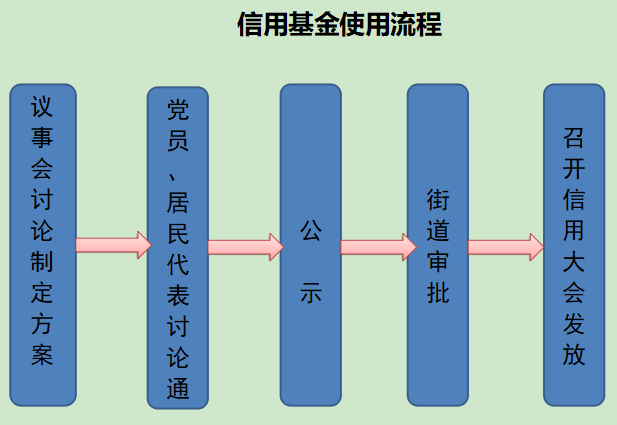 信用基金使用流程
议事会讨论制定方案
党员、居民代表讨论通
公示
街道审批
召开信用大会发放